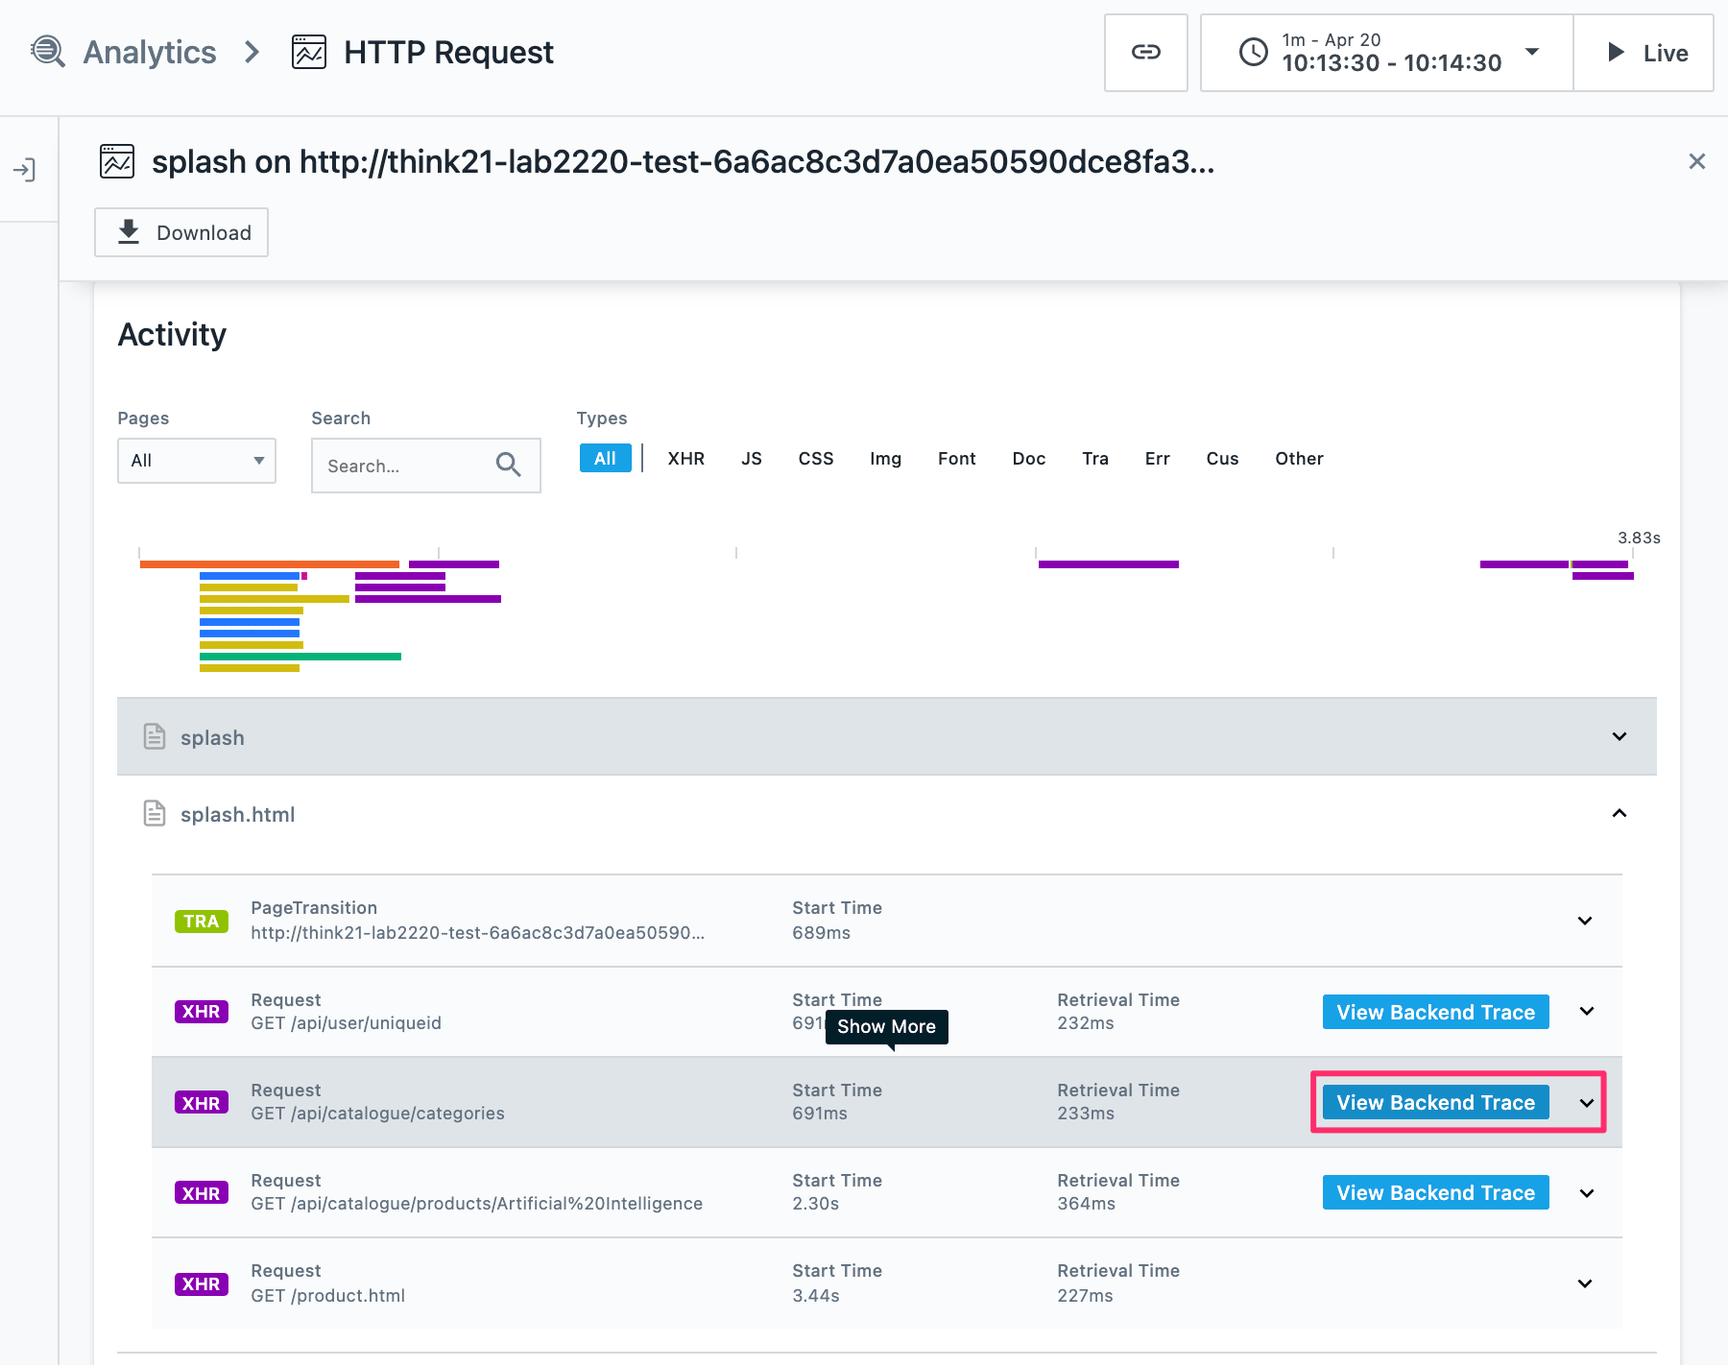 Analytics
HTTP Request
1m - Apr 20
10:13:30 - 10:14:30
Live
splash on http://think21-lab2220-test-6a6ac8c3d7a0ea50590dce8fa3...
Download
Activity
Pages
Search
Types
All
Search...
All
XHR
JS
CSS
Img
Font
Doc
Tra
Err
Cus
Other
3.83s
splash
splash.html
TRA
PageTransition
http://think21-lab2220-test-6a6ac8c3d7a0ea50590...
Start Time
689ms
XHR
Request
GET /api/user/uniqueid
Start Time
691
Retrieval Time
232ms
View Backend Trace
Show More
XHR
Request
GET /api/catalogue/categories
Start Time
691ms
Retrieval Time
233ms
View Backend Trace
XHR
Request
GET /api/catalogue/products/Artificial%20Intelligence
Start Time
2.30s
Retrieval Time
364ms
View Backend Trace
XHR
Request
GET /product.html
Start Time
3.44s
Retrieval Time
227ms